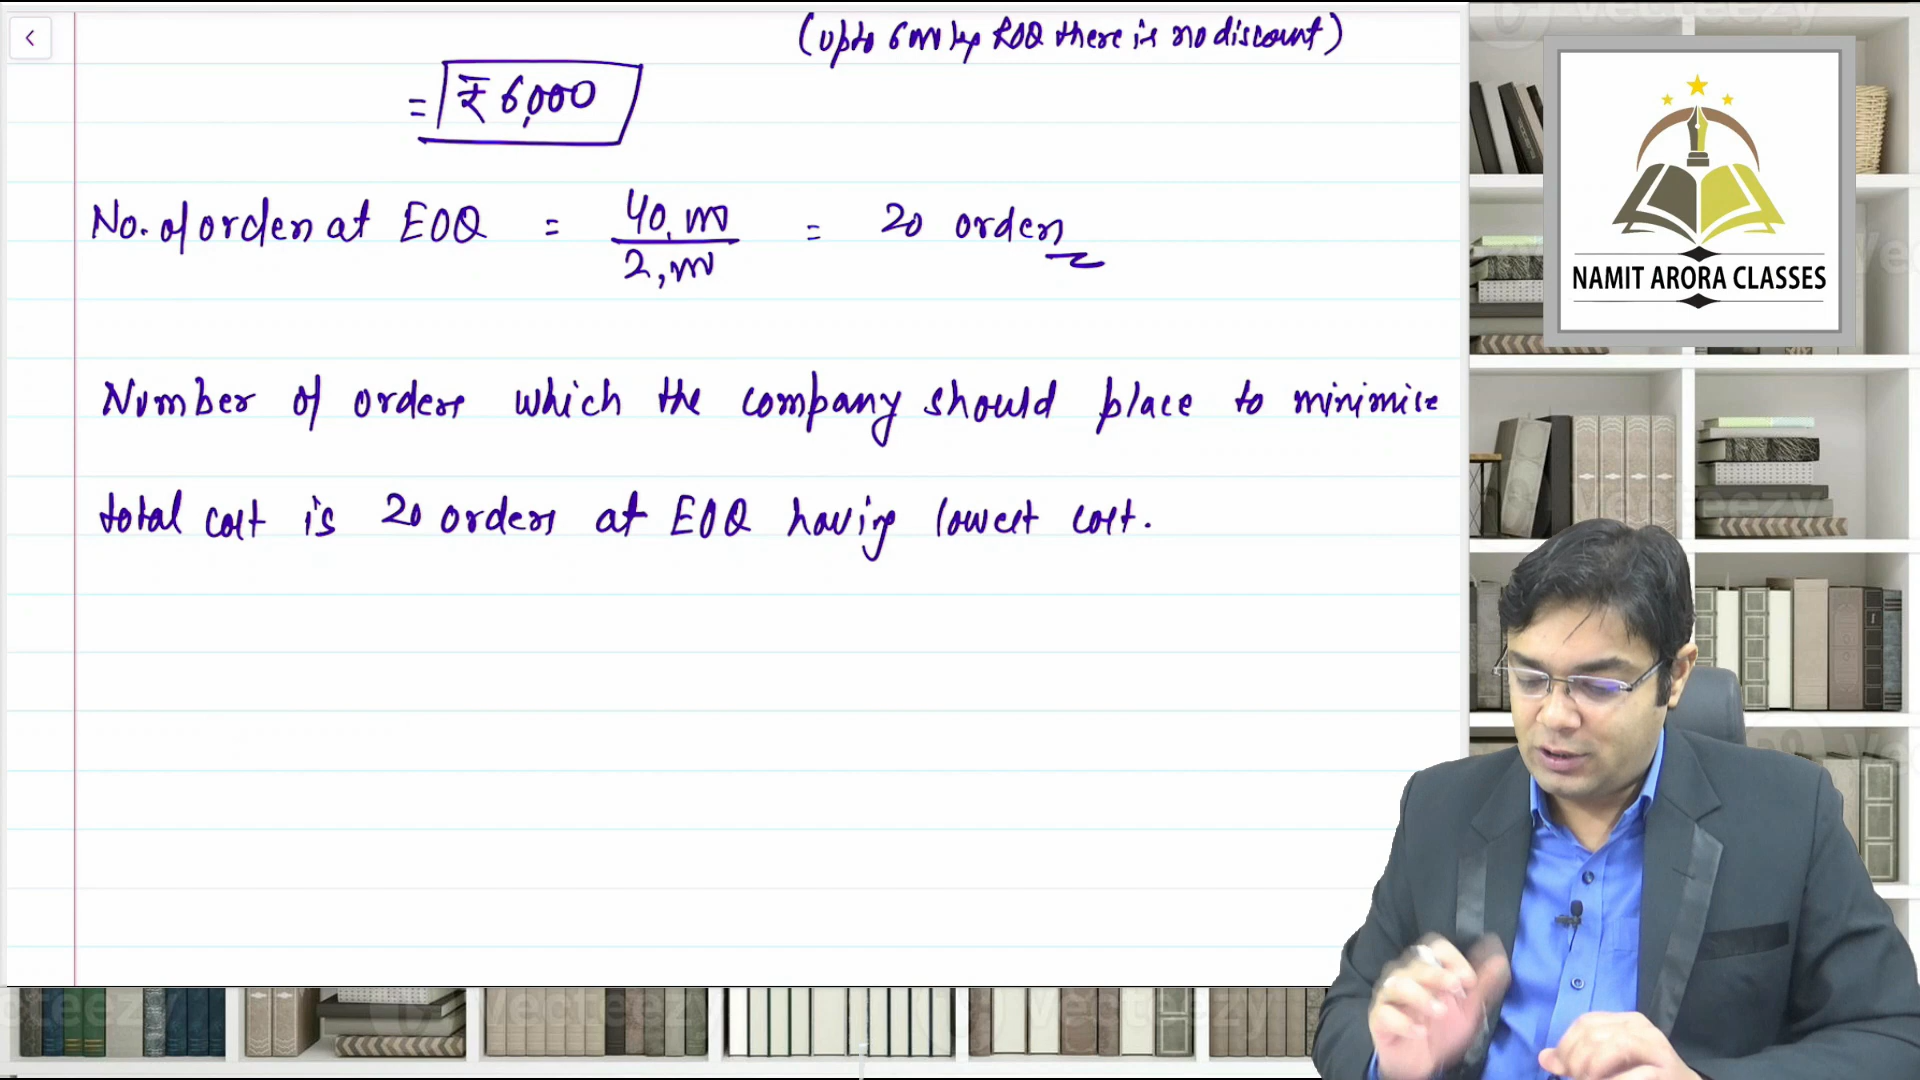 (upto 6000 kg EOQ there is no discount)
= ₹ 6,000
No. of orders at EOQ = 40,000 / 2,000 = 20 orders
Number of orders which the company should place to minimise
total cost is 20 orders at EOQ having lowest cost.
NAMIT ARORA CLASSES
vecteezy